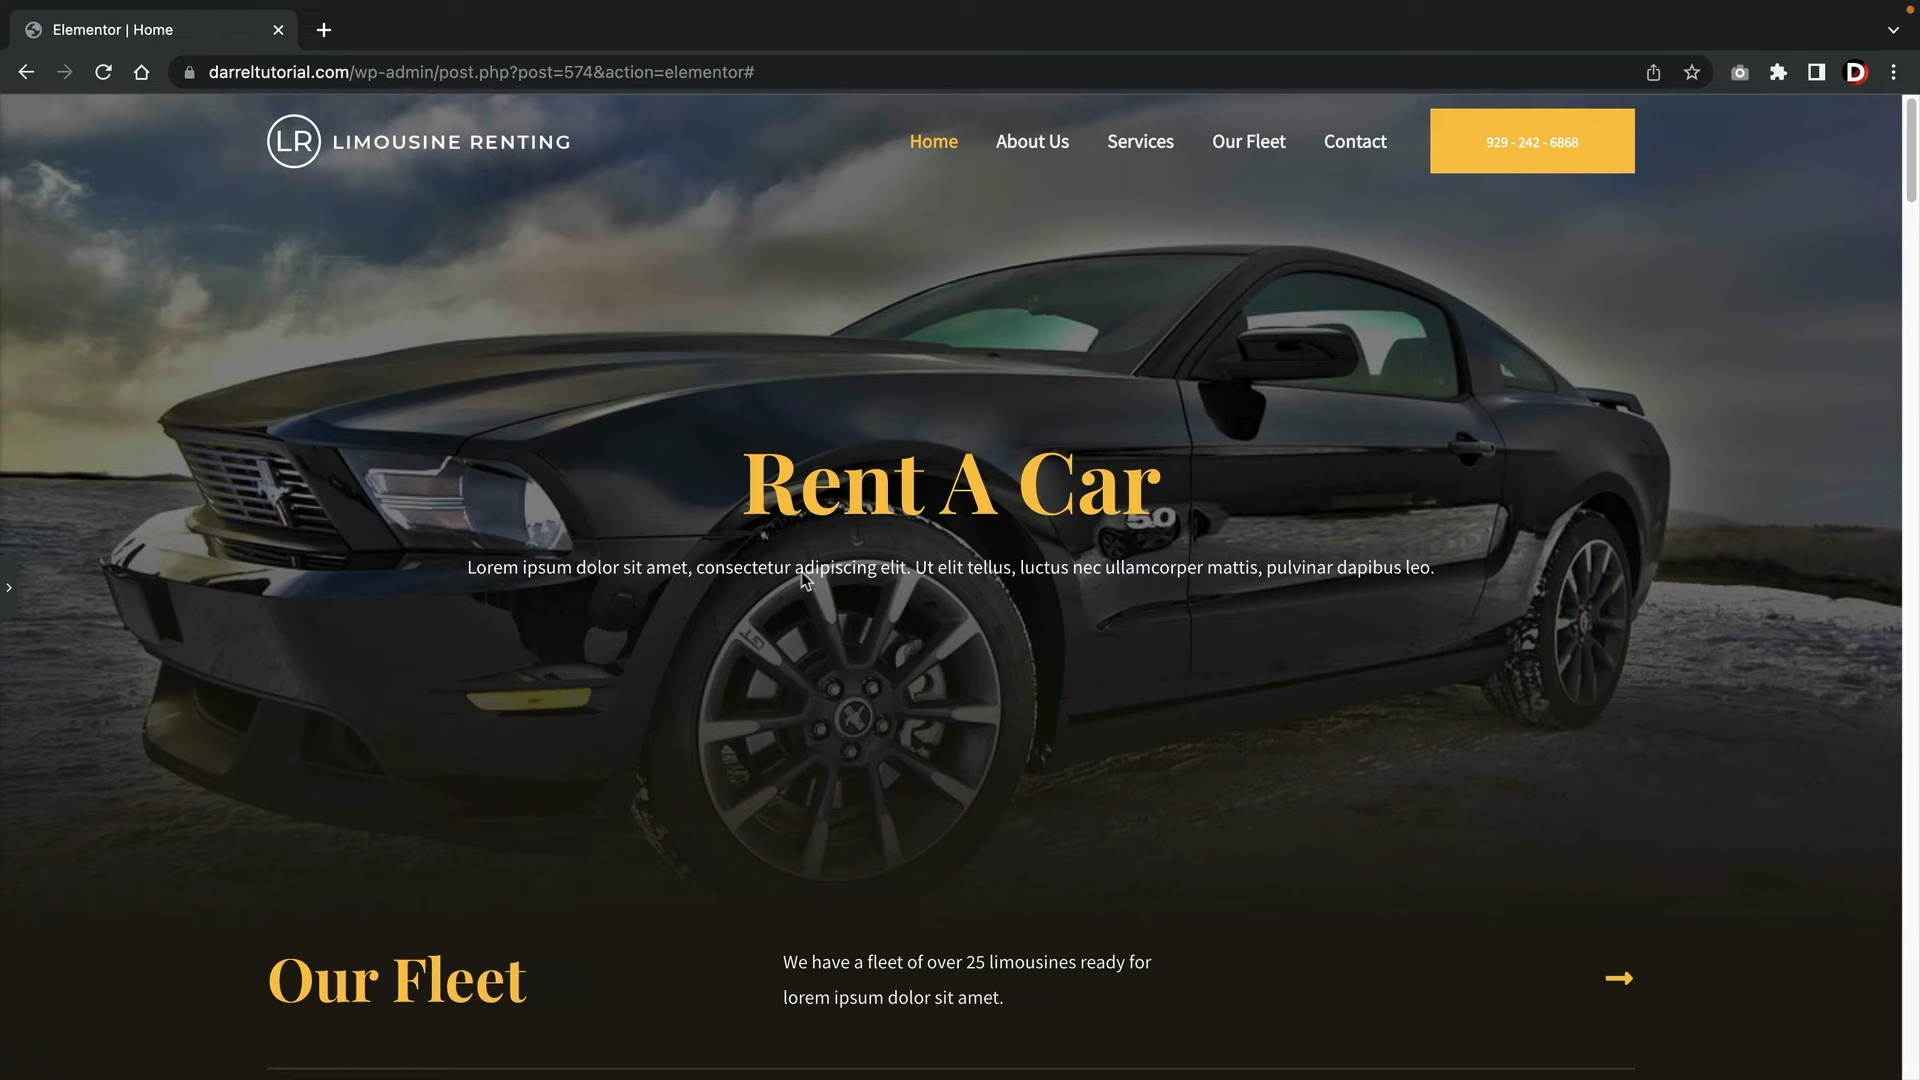 Elementor | Home
darreltutorial.com/wp-admin/post.php?post=574&action=elementor#
D
LR LIMOUSINE RENTING
Home About Us Services Our Fleet Contact 929 - 242 - 6868
Rent A Car
5.0
Lorem ipsum dolor sit amet, consectetur adipiscing elit. Ut elit tellus, luctus nec ullamcorper mattis, pulvinar dapibus leo.
GT
Our Fleet
We have a fleet of over 25 limousines ready for
lorem ipsum dolor sit amet.